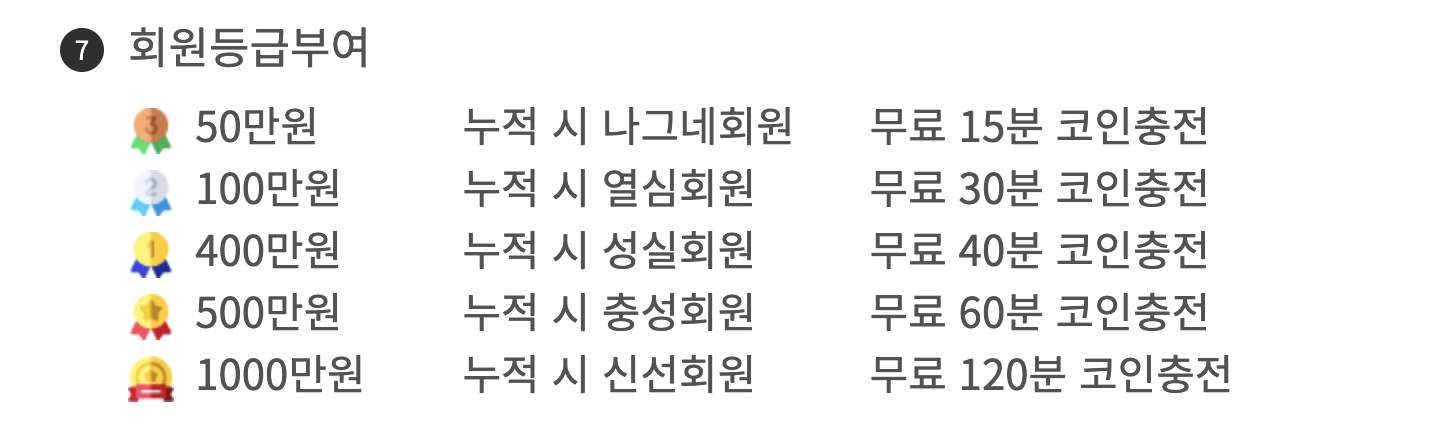 7 회원등급부여
3 50만원 누적 시 나그네회원 무료 15분 코인충전
2 100만원 누적 시 열심회원 무료 30분 코인충전
1 400만원 누적 시 성실회원 무료 40분 코인충전
500만원 누적 시 충성회원 무료 60분 코인충전
1000만원 누적 시 신선회원 무료 120분 코인충전